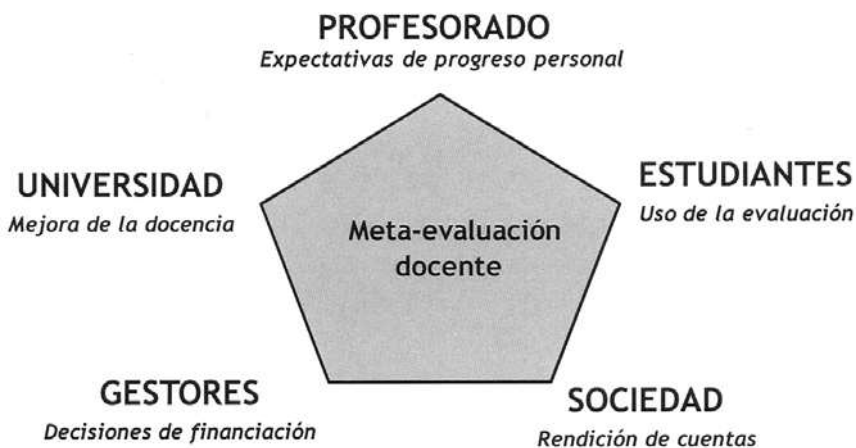 PROFESORADO
Expectativas de progreso personal
UNIVERSIDAD
Mejora de la docencia
ESTUDIANTES
Uso de la evaluación
Meta-evaluación
docente
GESTORES
Decisiones de financiación
SOCIEDAD
Rendición de cuentas